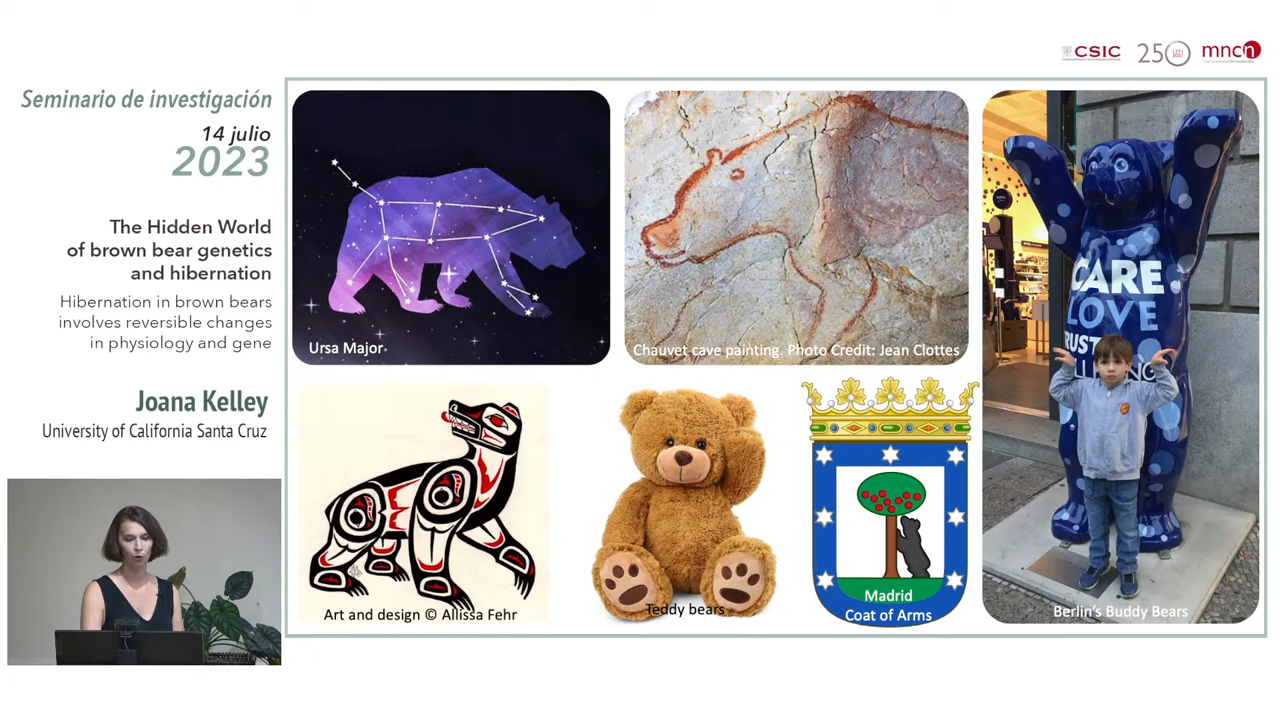 CSIC
250
mncn
Seminario de investigación
14 julio
2023
The Hidden World
of brown bear genetics
and hibernation
Hibernation in brown bears
involves reversible changes
in physiology and gene
Joana Kelley
University of California Santa Cruz
Ursa Major
Chauvet cave painting. Photo Credit: Jean Clottes
CARE
LOVE
Art and design © Allissa Fehr
Teddy bears
Madrid
Coat of Arms
Berlin's Buddy Bears